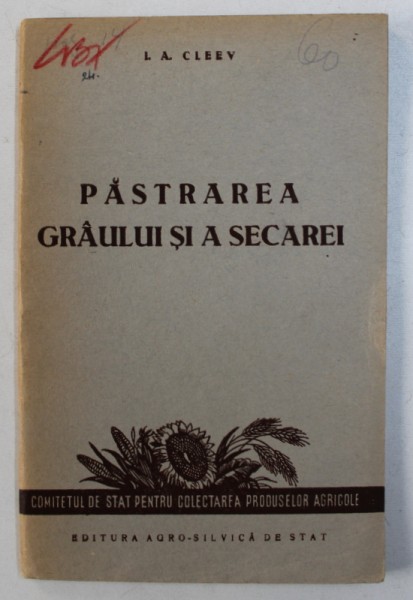 I. A. CLEEV
60
PĂSTRAREA
GRÂULUI ȘI A SECAREI
COMITETUL DE STAT PENTRU COLECTAREA PRODUSELOR AGRICOLE
EDITURA AGRO-SILVICĂ DE STAT